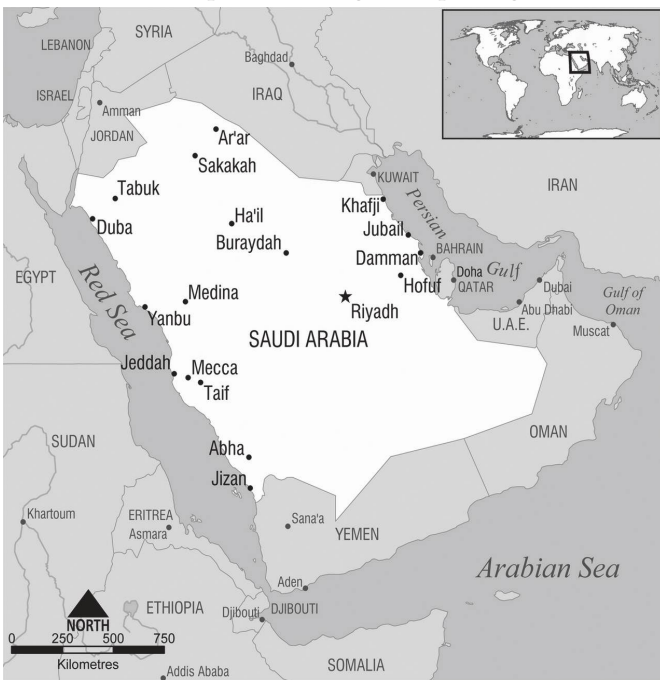 SYRIA
LEBANON
Baghdad
ISRAEL
IRAQ
Amman
JORDAN
Ar'ar
Sakakah
KUWAIT
IRAN
Tabuk
Khafji
Persian
Ha'il
Duba
Jubail
Buraydah
BAHRAIN
Damman
Doha
Gulf
EGYPT
Red Sea
Hofuf
QATAR
Dubai
Medina
Gulf of
Oman
Riyadh
Abu Dhabi
Yanbu
U.A.E.
Muscat
SAUDI ARABIA
Jeddah
Mecca
Taif
OMAN
SUDAN
Abha
Jizan
Khartoum
ERITREA
Asmara
Sana'a
YEMEN
Arabian Sea
Aden
NORTH
ETHIOPIA
Djibouti
DJIBOUTI
0 250 500 750
Kilometres
SOMALIA
Addis Ababa